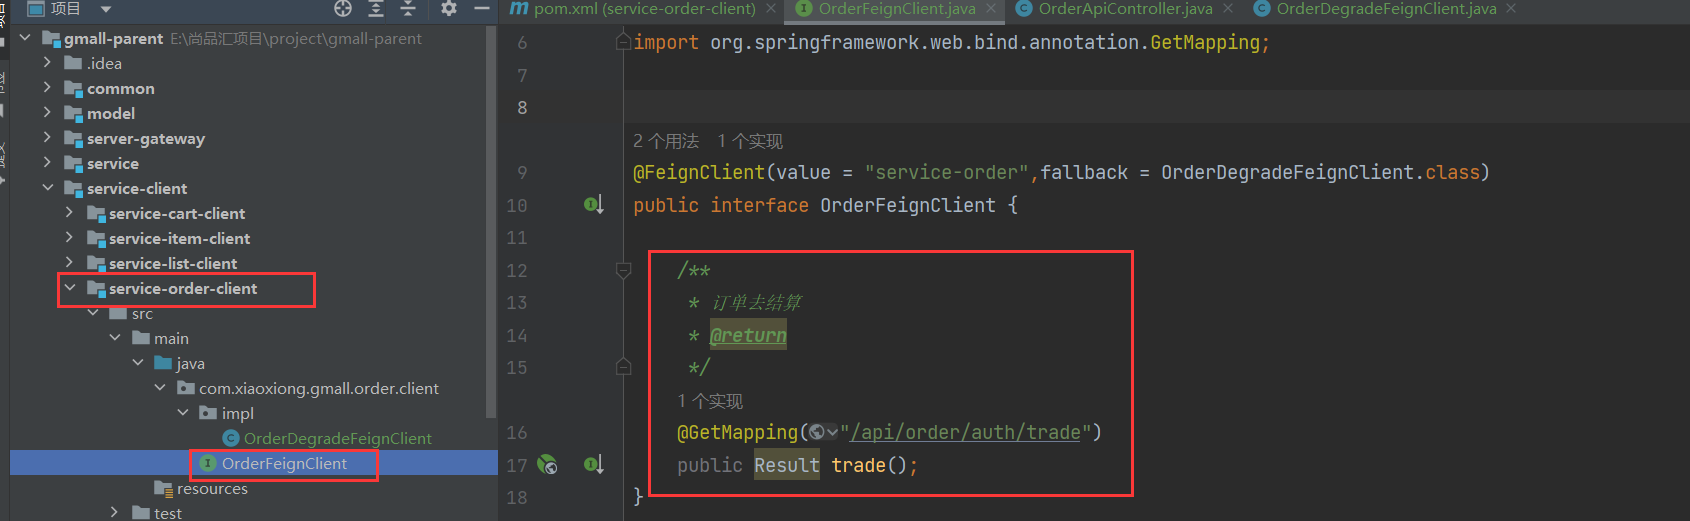 项目
pom.xml (service-order-client)
OrderFeignClient.java
OrderApiController.java
OrderDegradeFeignClient.java
gmall-parent E:\尚品汇项目\project\gmall-parent
.idea
common
model
server-gateway
service
service-client
service-cart-client
service-item-client
service-list-client
service-order-client
src
main
java
com.xiaoxiong.gmall.order.client
impl
OrderDegradeFeignClient
OrderFeignClient
resources
test
6 import org.springframework.web.bind.annotation.GetMapping;
7
8
2 个用法 1 个实现
9 @FeignClient(value = "service-order",fallback = OrderDegradeFeignClient.class)
10 public interface OrderFeignClient {
11
12 /**
13 * 订单去结算
14 * @return
15 */
1 个实现
16 @GetMapping("/api/order/auth/trade")
17 public Result trade();
18 }